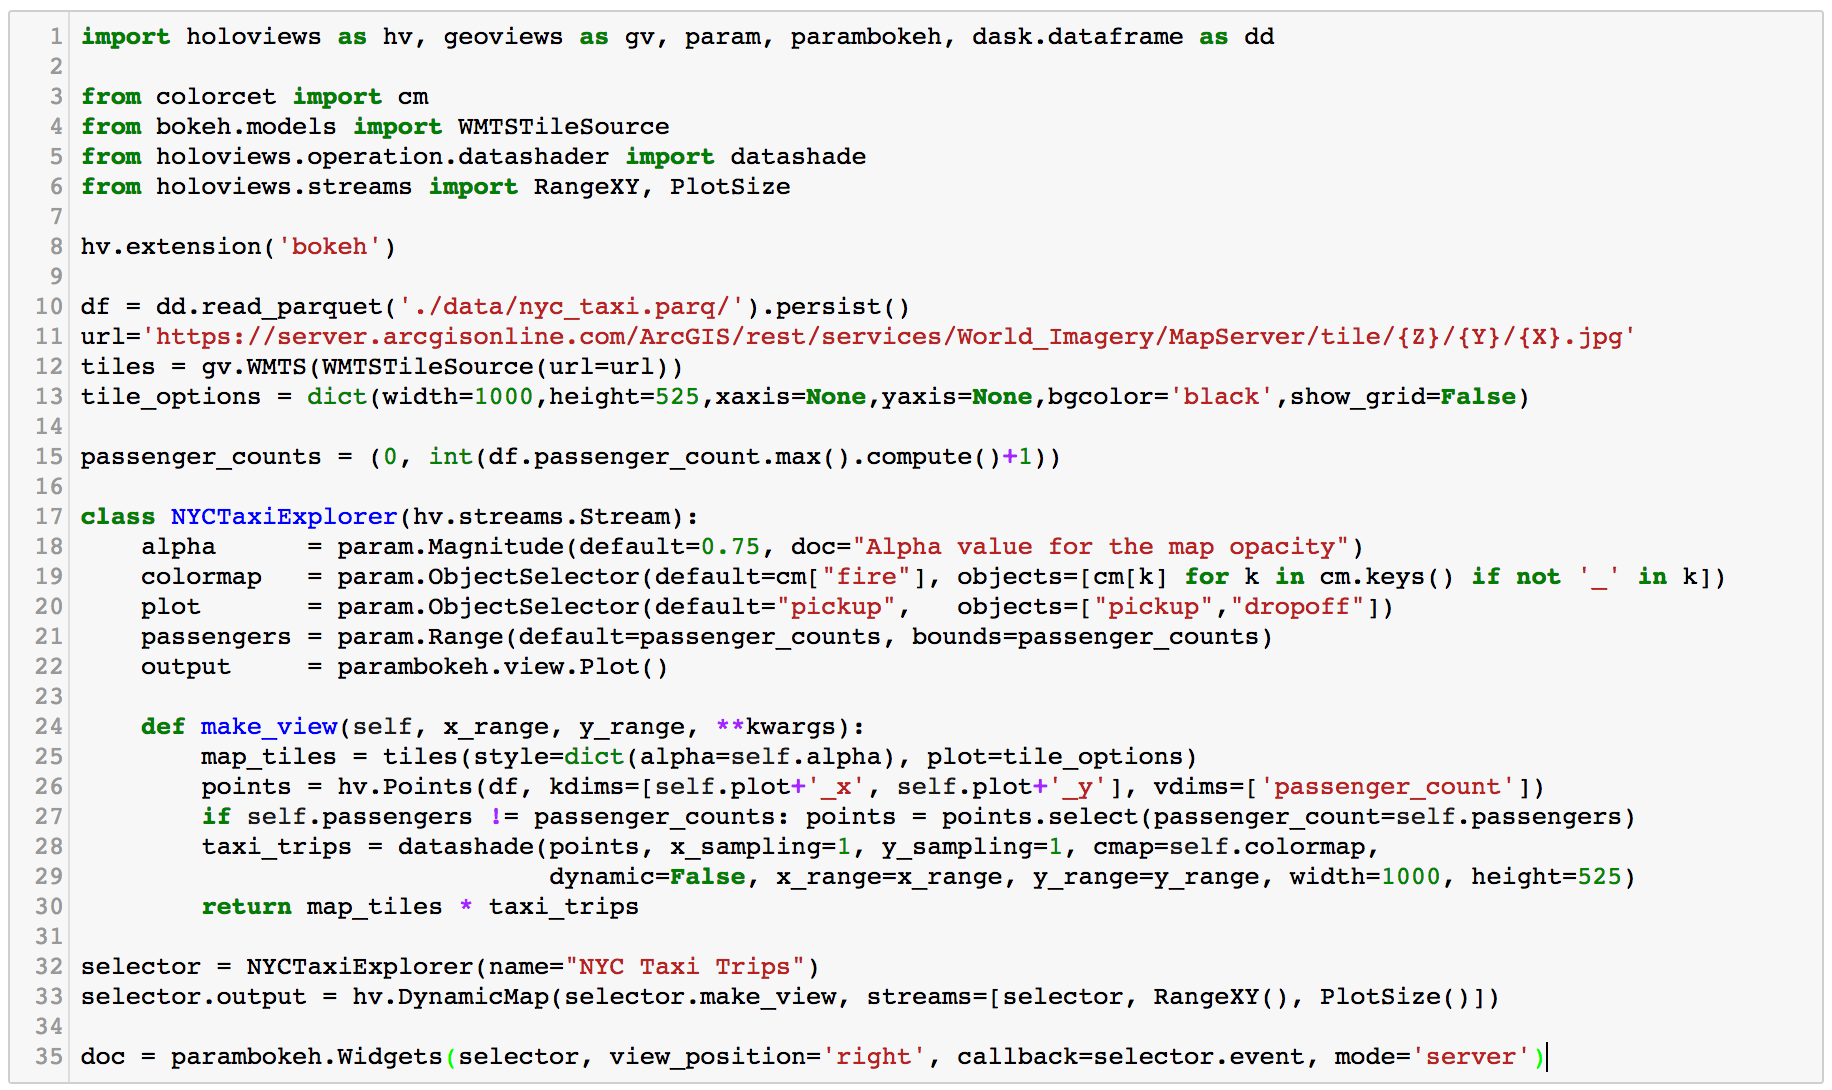 1 import holoviews as hv, geoviews as gv, param, parambokeh, dask.dataframe as dd
2
3 from colorcet import cm
4 from bokeh.models import WMTSTileSource
5 from holoviews.operation.datashader import datashade
6 from holoviews.streams import RangeXY, PlotSize
7
8 hv.extension('bokeh')
9
10 df = dd.read_parquet('./data/nyc_taxi.parq/').persist()
11 url='https://server.arcgisonline.com/ArcGIS/rest/services/World_Imagery/MapServer/tile/{Z}/{Y}/{X}.jpg'
12 tiles = gv.WMTS(WMTSTileSource(url=url))
13 tile_options = dict(width=1000,height=525,xaxis=None,yaxis=None,bgcolor='black',show_grid=False)
14
15 passenger_counts = (0, int(df.passenger_count.max().compute()+1))
16
17 class NYCTaxiExplorer(hv.streams.Stream):
18     alpha      = param.Magnitude(default=0.75, doc="Alpha value for the map opacity")
19     colormap   = param.ObjectSelector(default=cm["fire"], objects=[cm[k] for k in cm.keys() if not '_' in k])
20     plot       = param.ObjectSelector(default="pickup",   objects=["pickup","dropoff"])
21     passengers = param.Range(default=passenger_counts, bounds=passenger_counts)
22     output     = parambokeh.view.Plot()
23
24     def make_view(self, x_range, y_range, **kwargs):
25         map_tiles = tiles(style=dict(alpha=self.alpha), plot=tile_options)
26         points = hv.Points(df, kdims=[self.plot+'_x', self.plot+'_y'], vdims=['passenger_count'])
27         if self.passengers != passenger_counts: points = points.select(passenger_count=self.passengers)
28         taxi_trips = datashade(points, x_sampling=1, y_sampling=1, cmap=self.colormap,
29                                dynamic=False, x_range=x_range, y_range=y_range, width=1000, height=525)
30         return map_tiles * taxi_trips
31
32 selector = NYCTaxiExplorer(name="NYC Taxi Trips")
33 selector.output = hv.DynamicMap(selector.make_view, streams=[selector, RangeXY(), PlotSize()])
34
35 doc = parambokeh.Widgets(selector, view_position='right', callback=selector.event, mode='server')